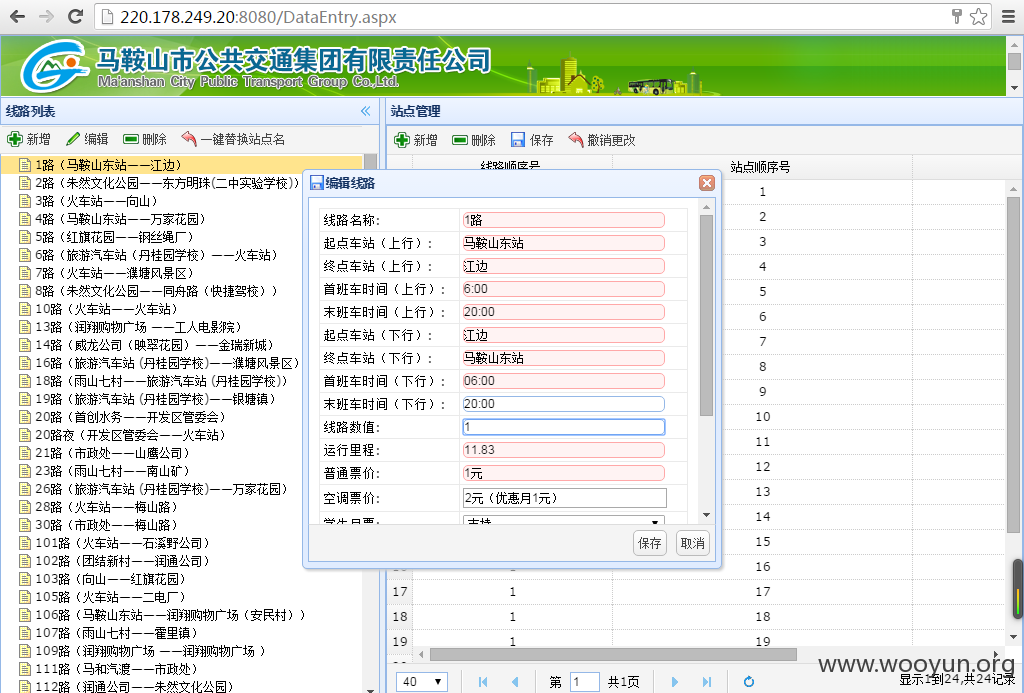 220.178.249.20:8080/DataEntry.aspx
马鞍山市公共交通集团有限责任公司
Ma'anshan City Public Transport Group Co.,Ltd.
线路列表
新增 编辑 删除 一键替换站点名
1路（马鞍山东站——江边）
2路（朱然文化公园——东方明珠(二中实验学校)）
3路（火车站——向山）
4路（马鞍山东站——万家花园）
5路（红旗花园——钢丝绳厂）
6路（旅游汽车站（丹桂园学校）——火车站）
7路（火车站——濮塘风景区）
8路（朱然文化公园——同舟路（快捷驾校））
10路（火车站——火车站）
13路（润翔购物广场 ——工人电影院）
14路（威龙公司（映翠花园）——金瑞新城）
16路（旅游汽车站 (丹桂园学校)——濮塘风景区）
18路（雨山七村——旅游汽车站 (丹桂园学校)）
19路（旅游汽车站 (丹桂园学校)——银塘镇）
20路（首创水务——开发区管委会）
20路夜（开发区管委会——火车站）
21路（市政处——山鹰公司）
23路（雨山七村——南山矿）
26路（旅游汽车站 (丹桂园学校)——万家花园）
28路（火车站——梅山路）
30路（市政处——梅山路）
101路（火车站——石溪野公司）
102路（团结新村——润通公司）
103路（向山——红旗花园）
105路（火车站——二电厂）
106路（马鞍山东站——润翔购物广场（安民村））
107路（雨山七村——霍里镇）
109路（润翔购物广场 ——润翔购物广场 ）
111路（马和汽渡——市政处）
112路（润通公司——朱然文化公园）
站点管理
新增 删除 保存 撤销更改
线路顺序号 站点顺序号
1
2
3
4
5
6
7
8
9
10
11
12
13
14
15
16
17 1 17
18 1 18
19 1 19
编辑线路
线路名称: 1路
起点车站（上行）: 马鞍山东站
终点车站（上行）: 江边
首班车时间（上行）: 6:00
末班车时间（上行）: 20:00
起点车站（下行）: 江边
终点车站（下行）: 马鞍山东站
首班车时间（下行）: 06:00
末班车时间（下行）: 20:00
线路数值: 1
运行里程: 11.83
普通票价: 1元
空调票价: 2元（优惠月1元）
学生月票: 支持
保存 取消
40 第 1 共1页 显示1到24,共24记录
www.wooyun.org